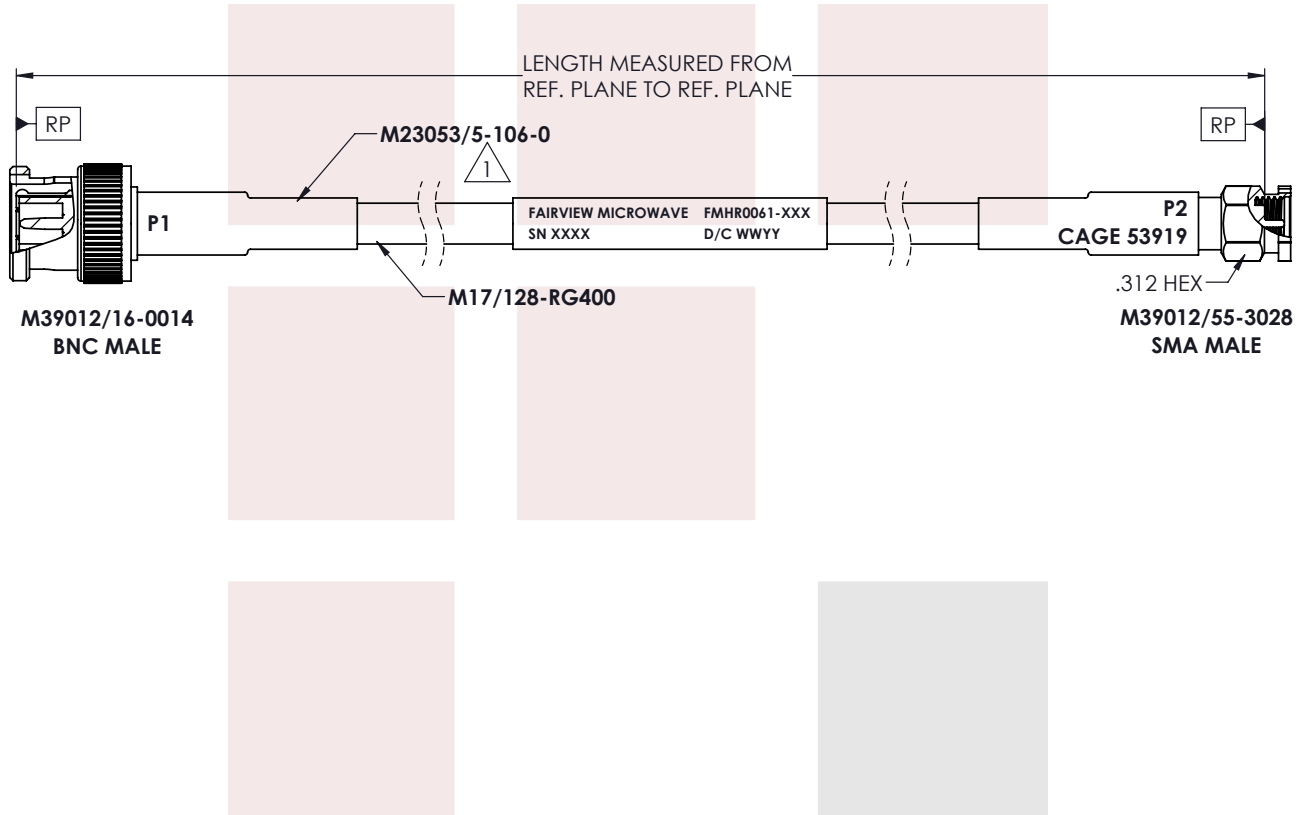 LENGTH MEASURED FROM
REF. PLANE TO REF. PLANE
RP
RP
M23053/5-106-0
1
P1
FAIRVIEW MICROWAVE FMHR0061-XXX
SN XXXX D/C WWYY
P2
CAGE 53919
M17/128-RG400
.312 HEX
M39012/16-0014
BNC MALE
M39012/55-3028
SMA MALE